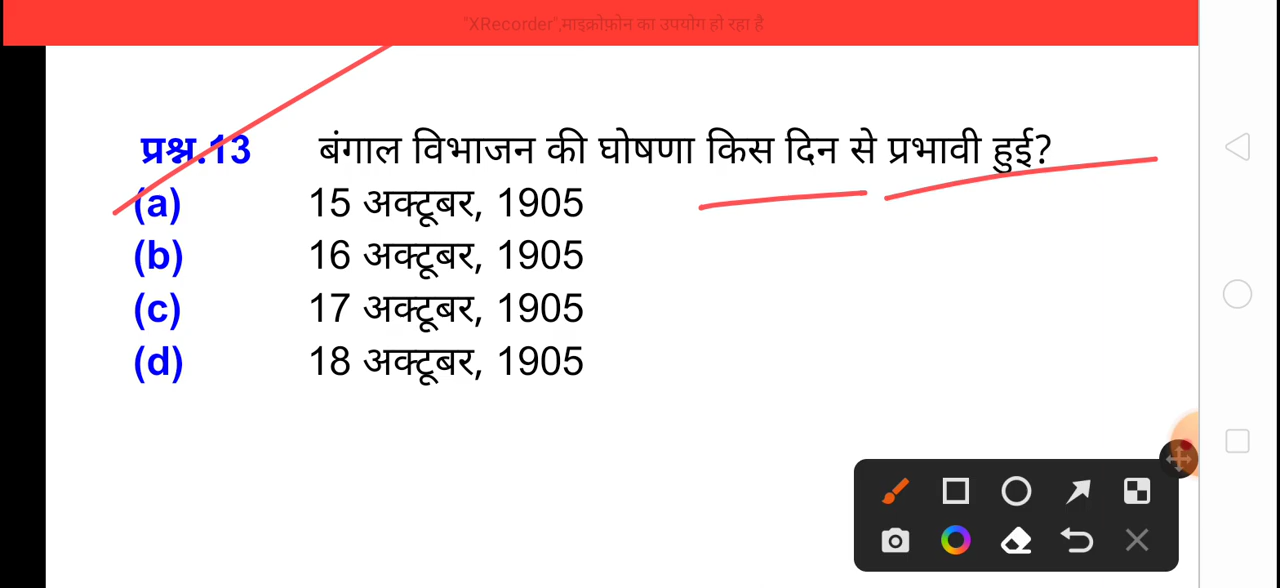 "XRecorder",माइक्रोफ़ोन का उपयोग हो रहा है
प्रश्न.13 बंगाल विभाजन की घोषणा किस दिन से प्रभावी हुई?
(a) 15 अक्टूबर, 1905
(b) 16 अक्टूबर, 1905
(c) 17 अक्टूबर, 1905
(d) 18 अक्टूबर, 1905